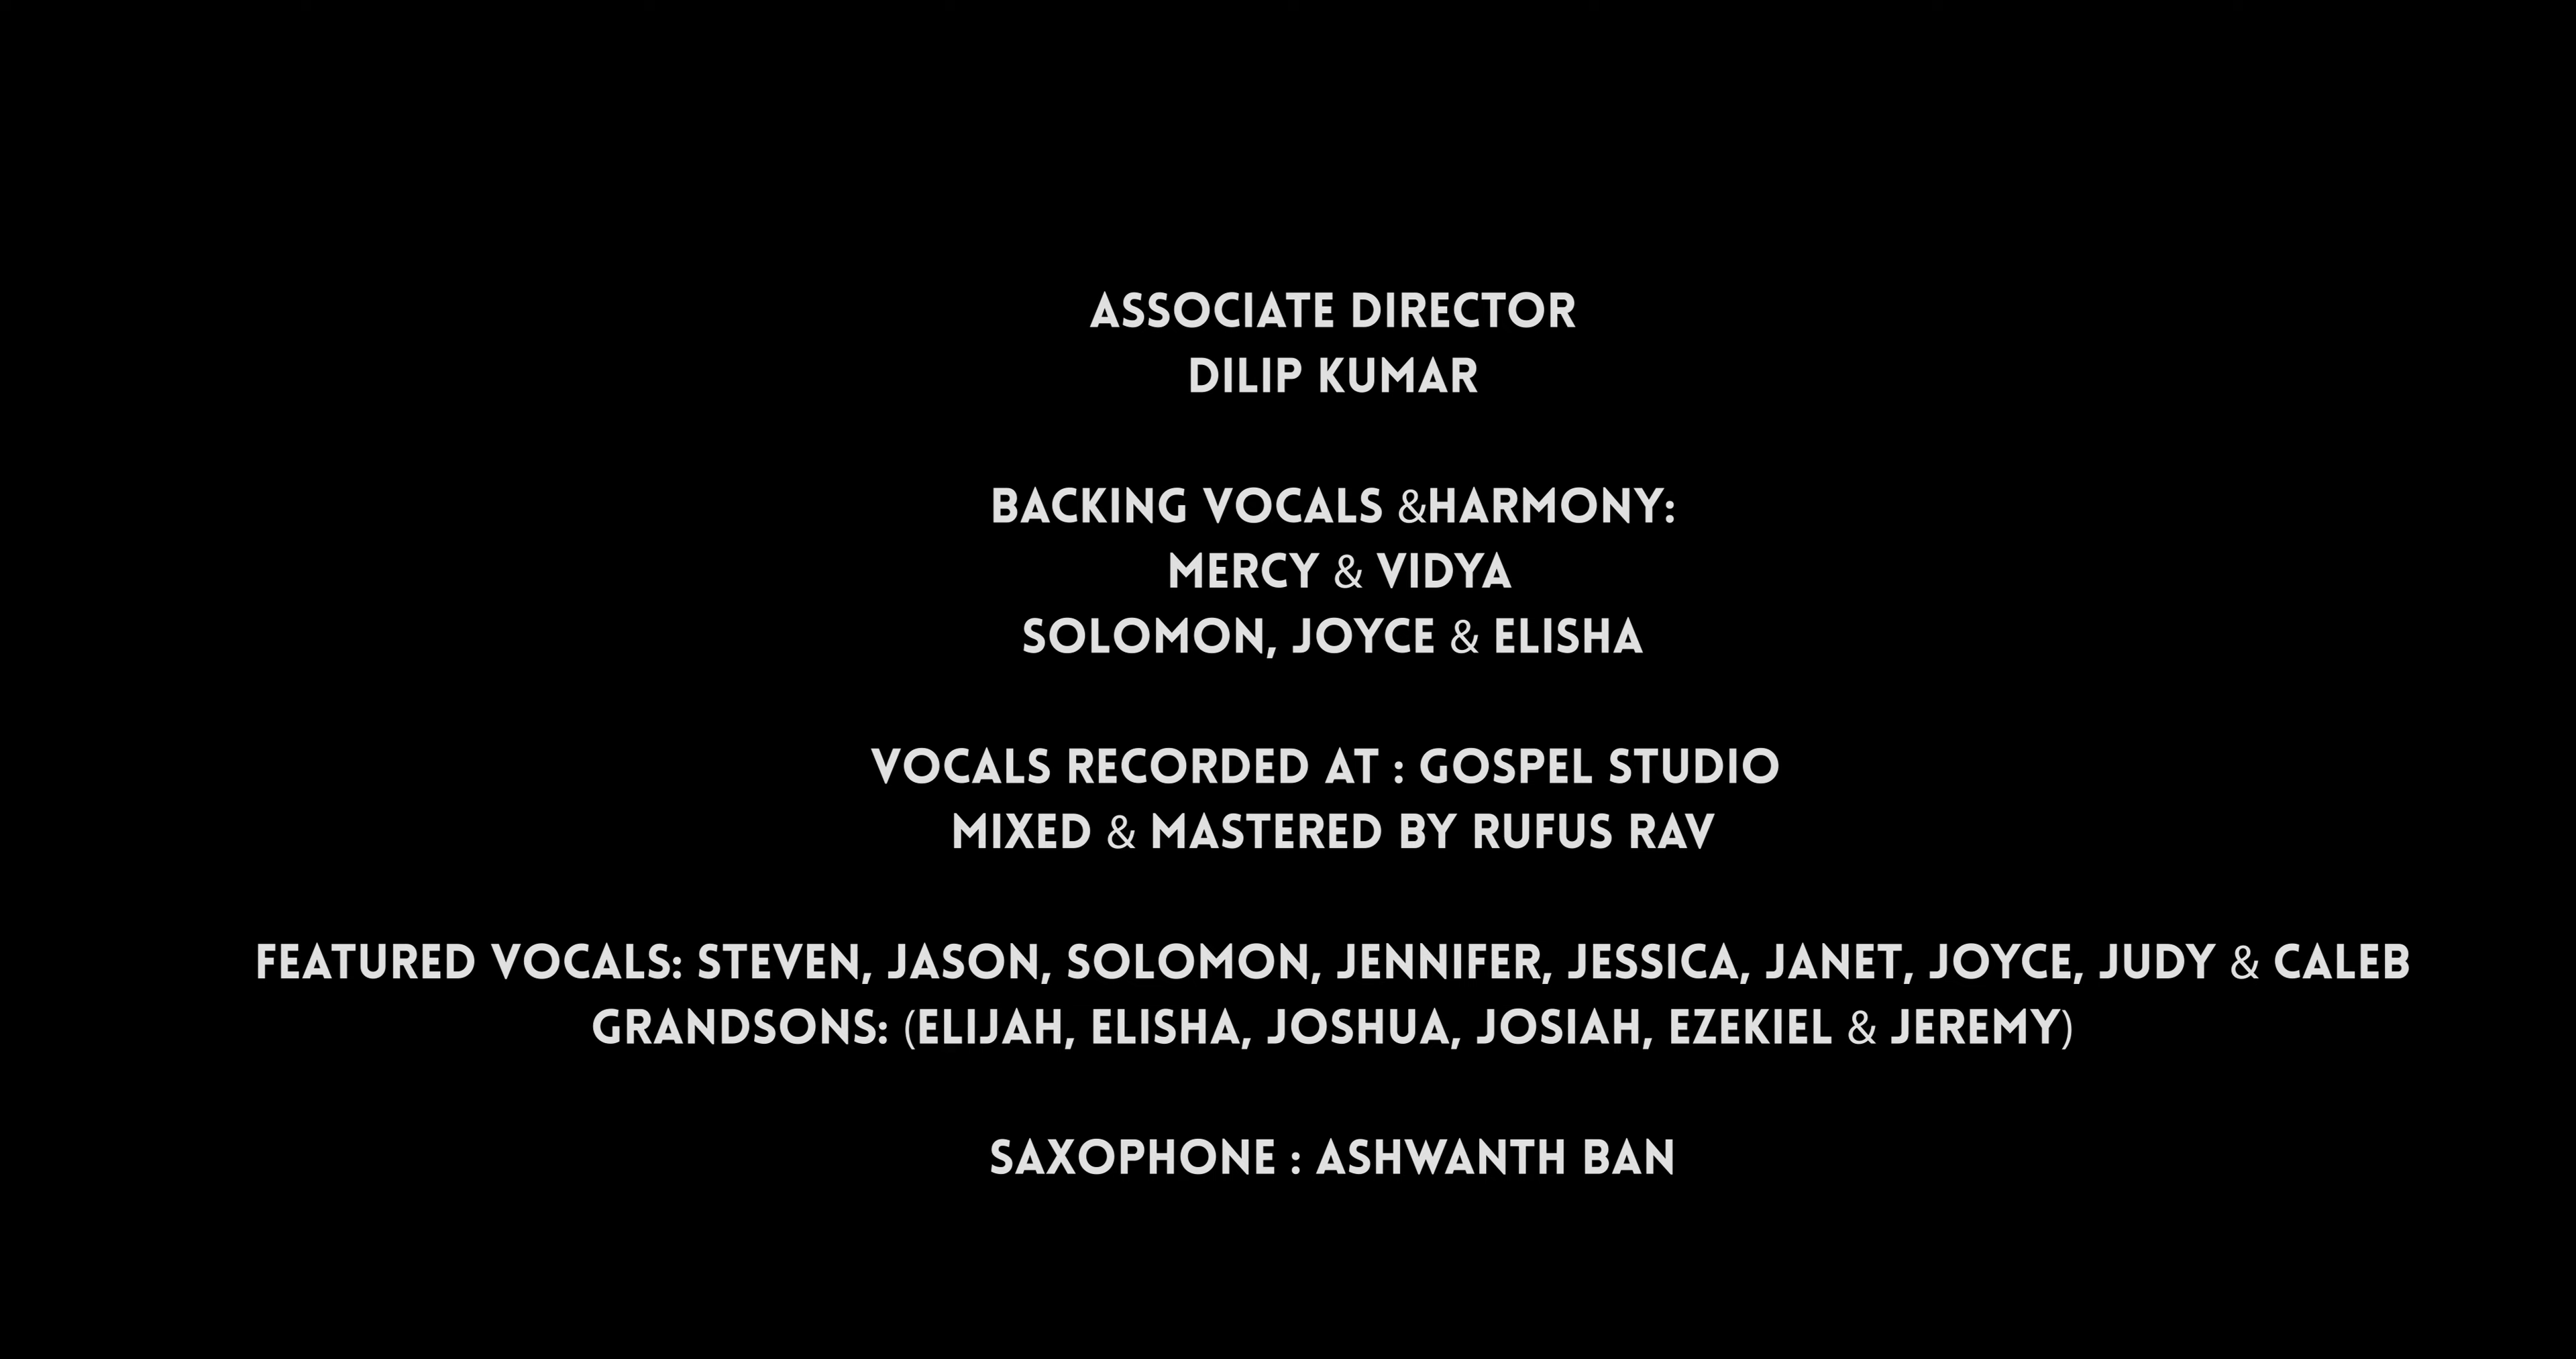 ASSOCIATE DIRECTOR
DILIP KUMAR
BACKING VOCALS &HARMONY:
MERCY & VIDYA
SOLOMON, JOYCE & ELISHA
VOCALS RECORDED AT : GOSPEL STUDIO
MIXED & MASTERED BY RUFUS RAV
FEATURED VOCALS: STEVEN, JASON, SOLOMON, JENNIFER, JESSICA, JANET, JOYCE, JUDY & CALEB
GRANDSONS: (ELIJAH, ELISHA, JOSHUA, JOSIAH, EZEKIEL & JEREMY)
SAXOPHONE : ASHWANTH BAN